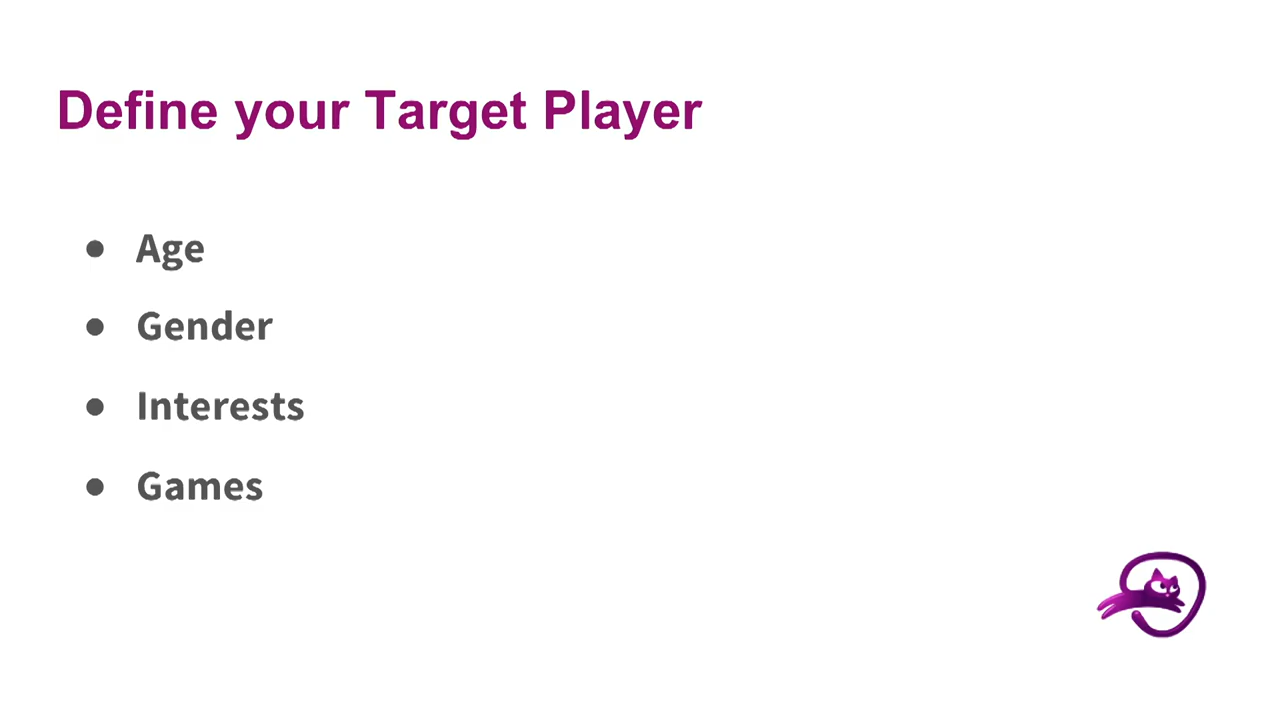 Define your Target Player
● Age
● Gender
● Interests
● Games